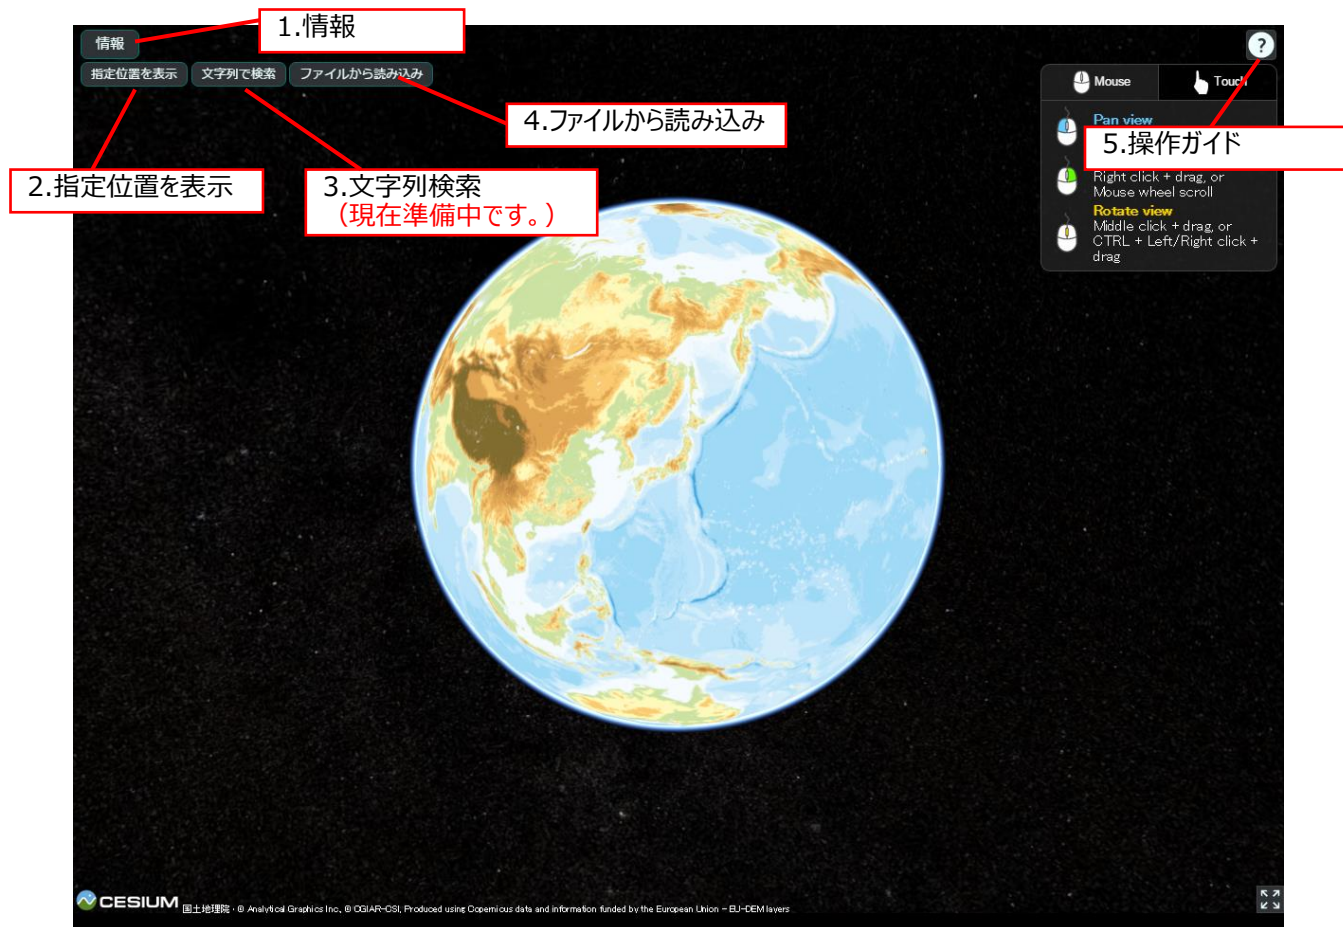 1.情報
情報
指定位置を表示
文字列で検索
ファイルから読み込み
4.ファイルから読み込み
2.指定位置を表示
3.文字列検索
（現在準備中です。）
?
Mouse
Touch
Pan view
5.操作ガイド
Right click + drag, or
Mouse wheel scroll
Rotate view
Middle click + drag, or
CTRL + Left/Right click +
drag
CESIUM
国土地理院 · © Analytical Graphics Inc., © CGIAR-CSI, Produced using Copernicus data and information funded by the European Union - EU-DEM layers